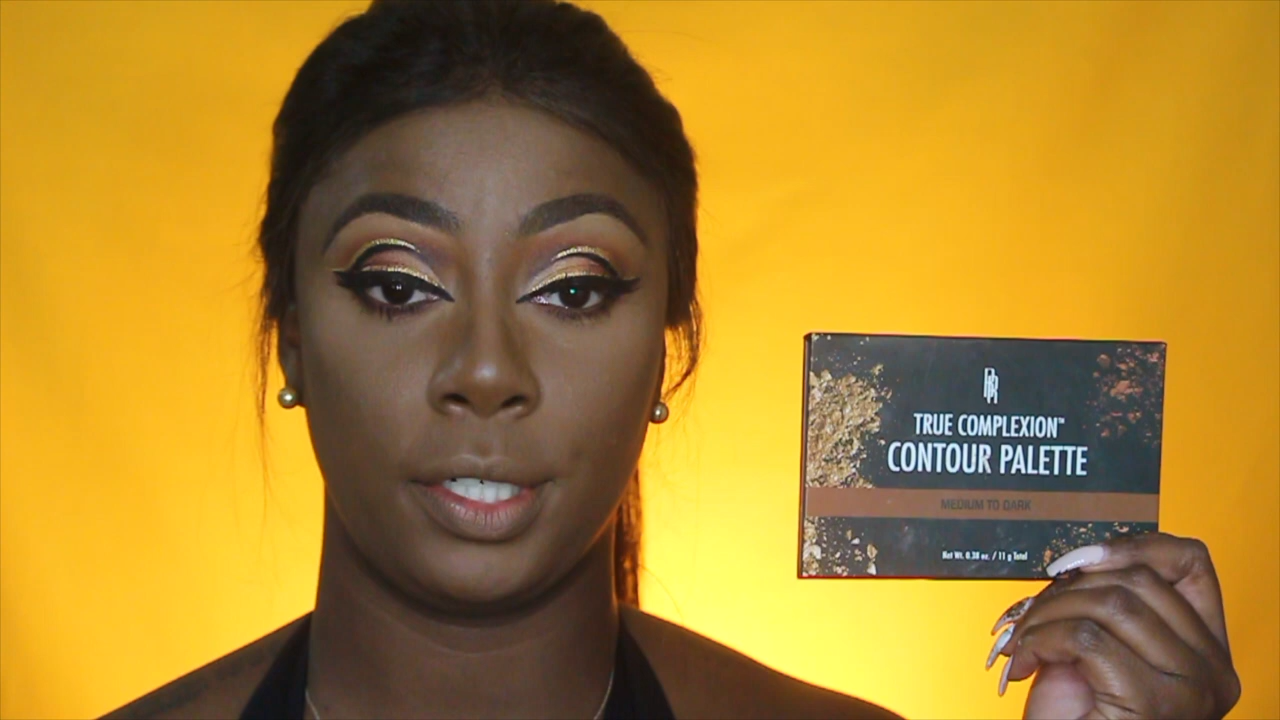 BR
TRUE COMPLEXION™
CONTOUR PALETTE
MEDIUM TO DARK
Net Wt. 0.38 oz. / 11 g Total